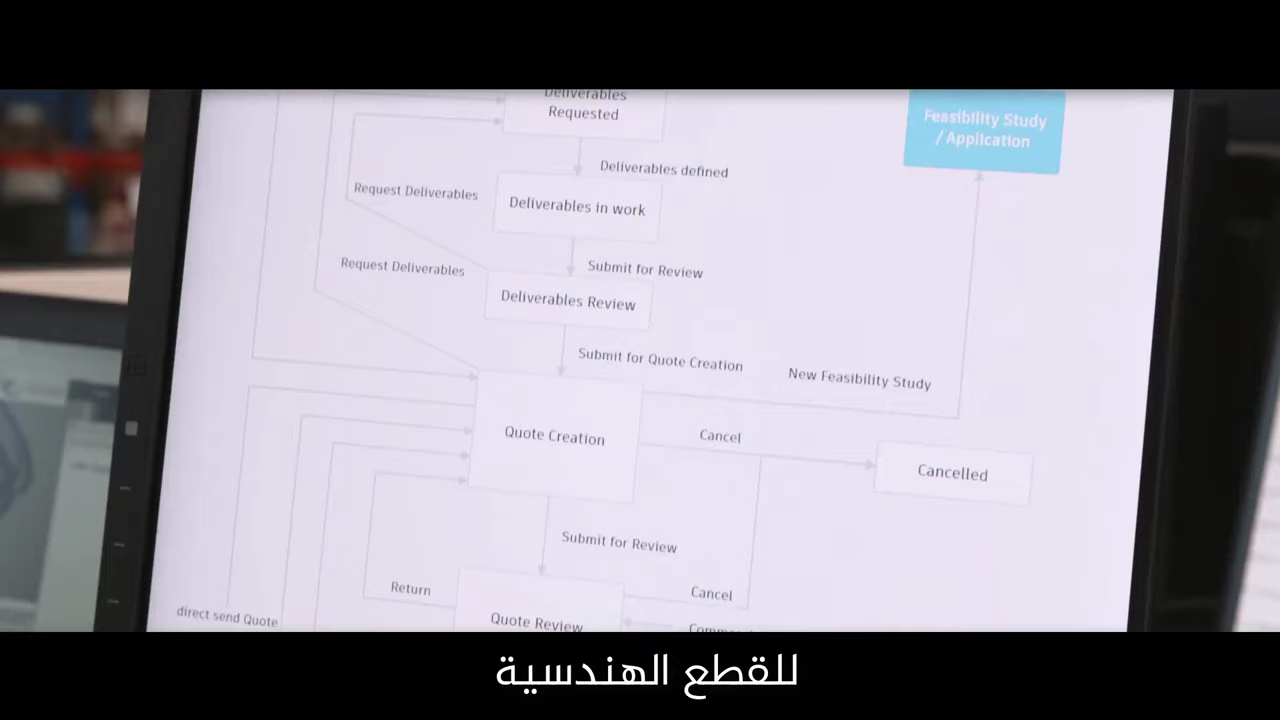 Deliverables
Requested
Feasibility Study
/ Application
Deliverables defined
Request Deliverables
Deliverables in work
Submit for Review
Request Deliverables
Deliverables Review
Submit for Quote Creation
New Feasibility Study
Quote Creation
Cancel
Cancelled
Submit for Review
Return
Cancel
direct send Quote
Quote Review
للقطع الهندسية